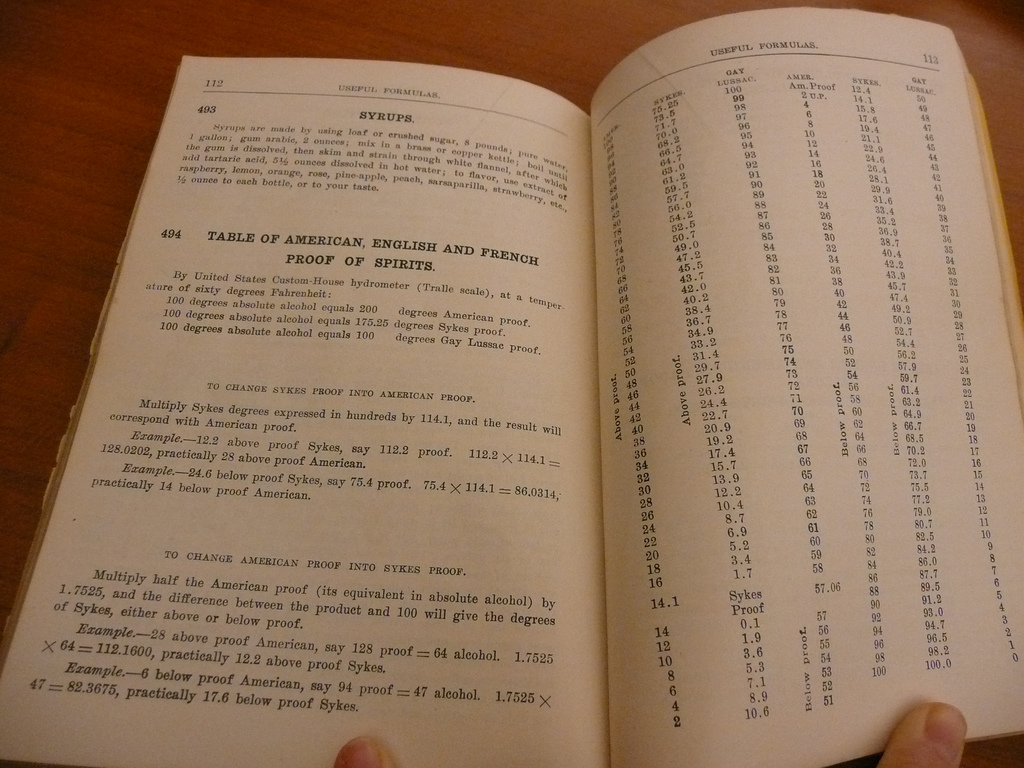 112
USEFUL FORMULAS.
493
SYRUPS.
Syrups are made by using loaf or crushed sugar, 8 pounds; pure water,
1 gallon; gum arabic, 2 ounces; mix in a brass or copper kettle; boil until
the gum is dissolved, then skim and strain through white flannel, after which
add tartaric acid, 5½ ounces dissolved in hot water; to flavor, use extract of
raspberry, lemon, orange, rose, pine-apple, peach, sarsaparilla, strawberry, etc.,
½ ounce to each bottle, or to your taste.
494 TABLE OF AMERICAN, ENGLISH AND FRENCH
PROOF OF SPIRITS.
By United States Custom-House hydrometer (Tralle scale), at a temper-
ature of sixty degrees Fahrenheit:
100 degrees absolute alcohol equals 200 degrees American proof.
100 degrees absolute alcohol equals 175.25 degrees Sykes proof.
100 degrees absolute alcohol equals 100 degrees Gay Lussac proof.
TO CHANGE SYKES PROOF INTO AMERICAN PROOF.
Multiply Sykes degrees expressed in hundreds by 114.1, and the result will
correspond with American proof.
Example.—12.2 above proof Sykes, say 112.2 proof. 112.2 × 114.1 =
128.0202, practically 28 above proof American.
Example.—24.6 below proof Sykes, say 75.4 proof. 75.4 × 114.1 = 86.0314,
practically 14 below proof American.
TO CHANGE AMERICAN PROOF INTO SYKES PROOF.
Multiply half the American proof (its equivalent in absolute alcohol) by
1.7525, and the difference between the product and 100 will give the degrees
of Sykes, either above or below proof.
Example.—28 above proof American, say 128 proof = 64 alcohol. 1.7525
× 64 = 112.1600, practically 12.2 above Sykes.
Example.—6 below proof American, say 94 proof = 47 alcohol. 1.7525 ×
47 = 82.3675, practically 17.6 below proof Sykes.
USEFUL FORMULAS.
113
SYKES. GAY LUSSAC. AMER. SYKES. GAY LUSSAC.
75.25 100 Am. Proof 12.4 50
73.5 99 2 U.P. 14.1 49
71.7 98 4 15.8 48
70.0 97 6 17.6 47
68.2 96 8 19.4 46
66.5 95 10 21.1 45
64.7 94 12 22.9 44
63.0 93 14 24.6 43
84 61.2 92 16 26.4 42
82 59.5 91 18 28.1 41
80 57.7 90 20 29.9 40
78 56.0 89 22 31.6 39
76 54.2 88 24 33.4 38
74 52.5 87 26 35.2 37
72 50.7 86 28 36.9 36
70 49.0 85 30 38.7 35
68 47.2 84 32 40.4 34
66 45.5 83 34 42.2 33
64 43.7 82 36 43.9 32
62 42.0 81 38 45.7 31
60 40.2 80 40 47.4 30
58 38.4 79 42 49.2 29
56 36.7 78 44 50.9 28
54 34.9 77 46 52.7 27
52 33.2 76 48 54.4 26
50 31.4 75 50 56.2 25
48 29.7 74 52 57.9 24
46 27.9 73 54 59.7 23
44 26.2 72 56 61.4 22
42 24.4 71 58 63.2 21
40 22.7 70 60 64.9 20
38 20.9 69 62 66.7 19
36 19.2 68 64 68.5 18
34 17.4 67 66 70.2 17
32 15.7 66 68 72.0 16
30 13.9 65 70 73.7 15
28 12.2 64 72 75.5 14
26 10.4 63 74 77.2 13
24 8.7 62 76 79.0 12
22 6.9 61 78 80.7 11
20 5.2 60 80 82.5 10
18 3.4 59 82 84.2 9
16 1.7 58 84 86.0 8
14.1 Sykes Proof 57.06 86 87.7 7
14 0.1 57 88 89.5 6
12 1.9 56 90 91.2 5
10 3.6 55 92 93.0 4
8 5.3 54 94 94.7 3
6 7.1 53 96 96.5 2
4 8.9 52 98 98.2 1
2 10.6 51 100 100.0 0
Above proof.
Above proof.
Below proof.
Below proof
Below proof.